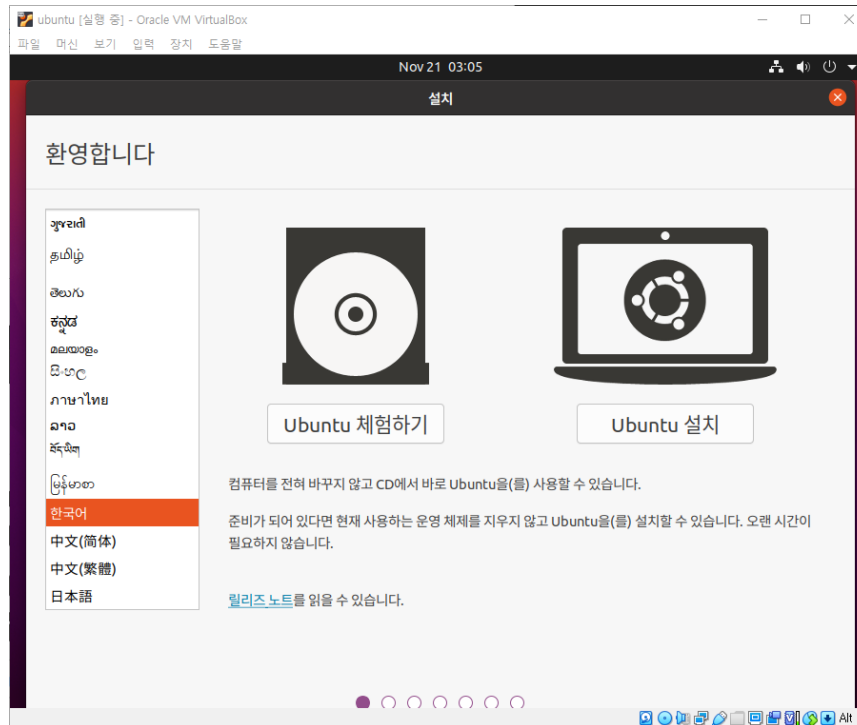 ubuntu [실행 중] - Oracle VM VirtualBox
파일 머신 보기 입력 장치 도움말
Nov 21 03:05
설치
환영합니다
ગુજરાતી
தமிழ்
తెలుగు
ಕನ್ನಡ
മലയാളം
සිංහල
ภาษาไทย
ລາວ
བོད་ཡིག
မြန်မာစာ
한국어
中文(简体)
中文(繁體)
日本語
Ubuntu 체험하기
Ubuntu 설치
컴퓨터를 전혀 바꾸지 않고 CD에서 바로 Ubuntu을(를) 사용할 수 있습니다.
준비가 되어 있다면 현재 사용하는 운영 체제를 지우지 않고 Ubuntu을(를) 설치할 수 있습니다. 오랜 시간이
필요하지 않습니다.
릴리즈 노트를 읽을 수 있습니다.
Alt